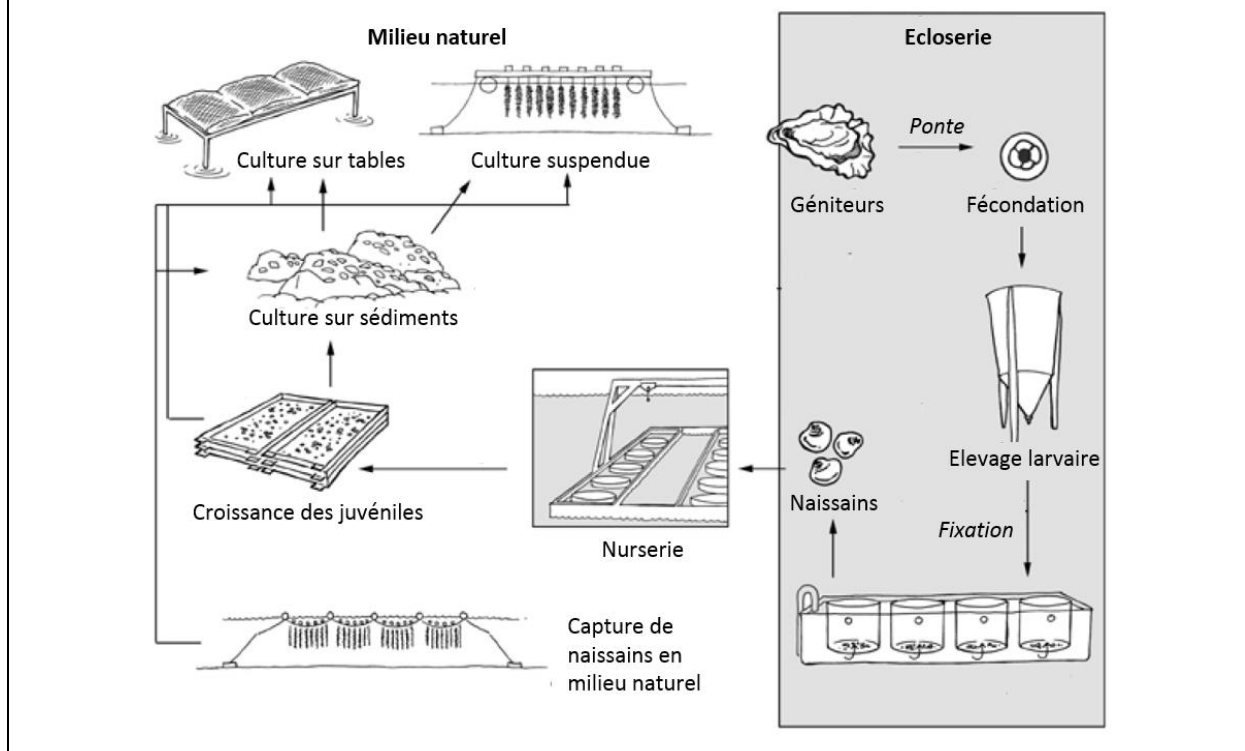 Milieu naturel
Ecloserie
Culture sur tables
Culture suspendue
Ponte
Géniteurs
Fécondation
Culture sur sédiments
Elevage larvaire
Naissains
Fixation
Croissance des juvéniles
Nurserie
Capture de
naissains en
milieu naturel